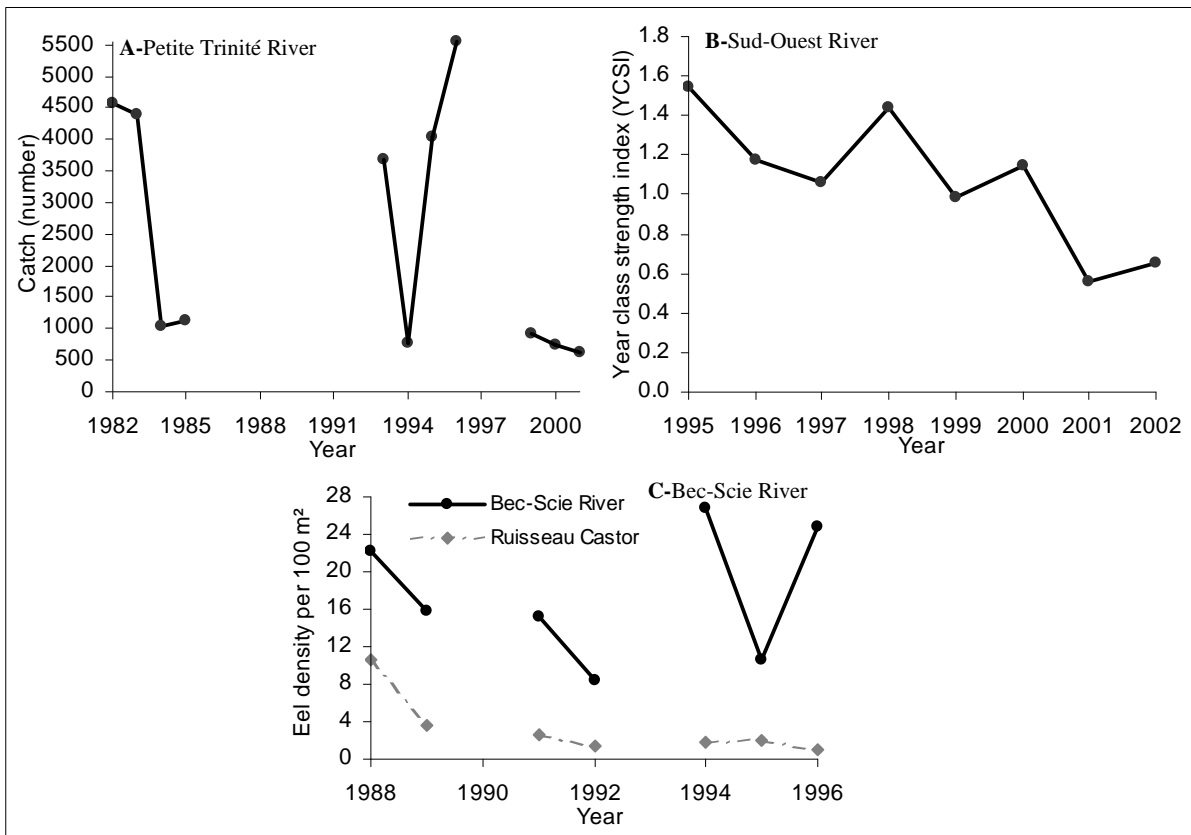 A-Petite Trinité River
Catch (number)
5500
5000
4500
4000
3500
3000
2500
2000
1500
1000
500
0
1982 1985 1988 1991 1994 1997 2000
Year
B-Sud-Ouest River
Year class strength index (YCSI)
1.8
1.6
1.4
1.2
1.0
0.8
0.6
0.4
0.2
0.0
1995 1996 1997 1998 1999 2000 2001 2002
Year
C-Bec-Scie River
Bec-Scie River
Ruisseau Castor
Eel density per 100 m²
28
24
20
16
12
8
4
0
1988 1990 1992 1994 1996
Year